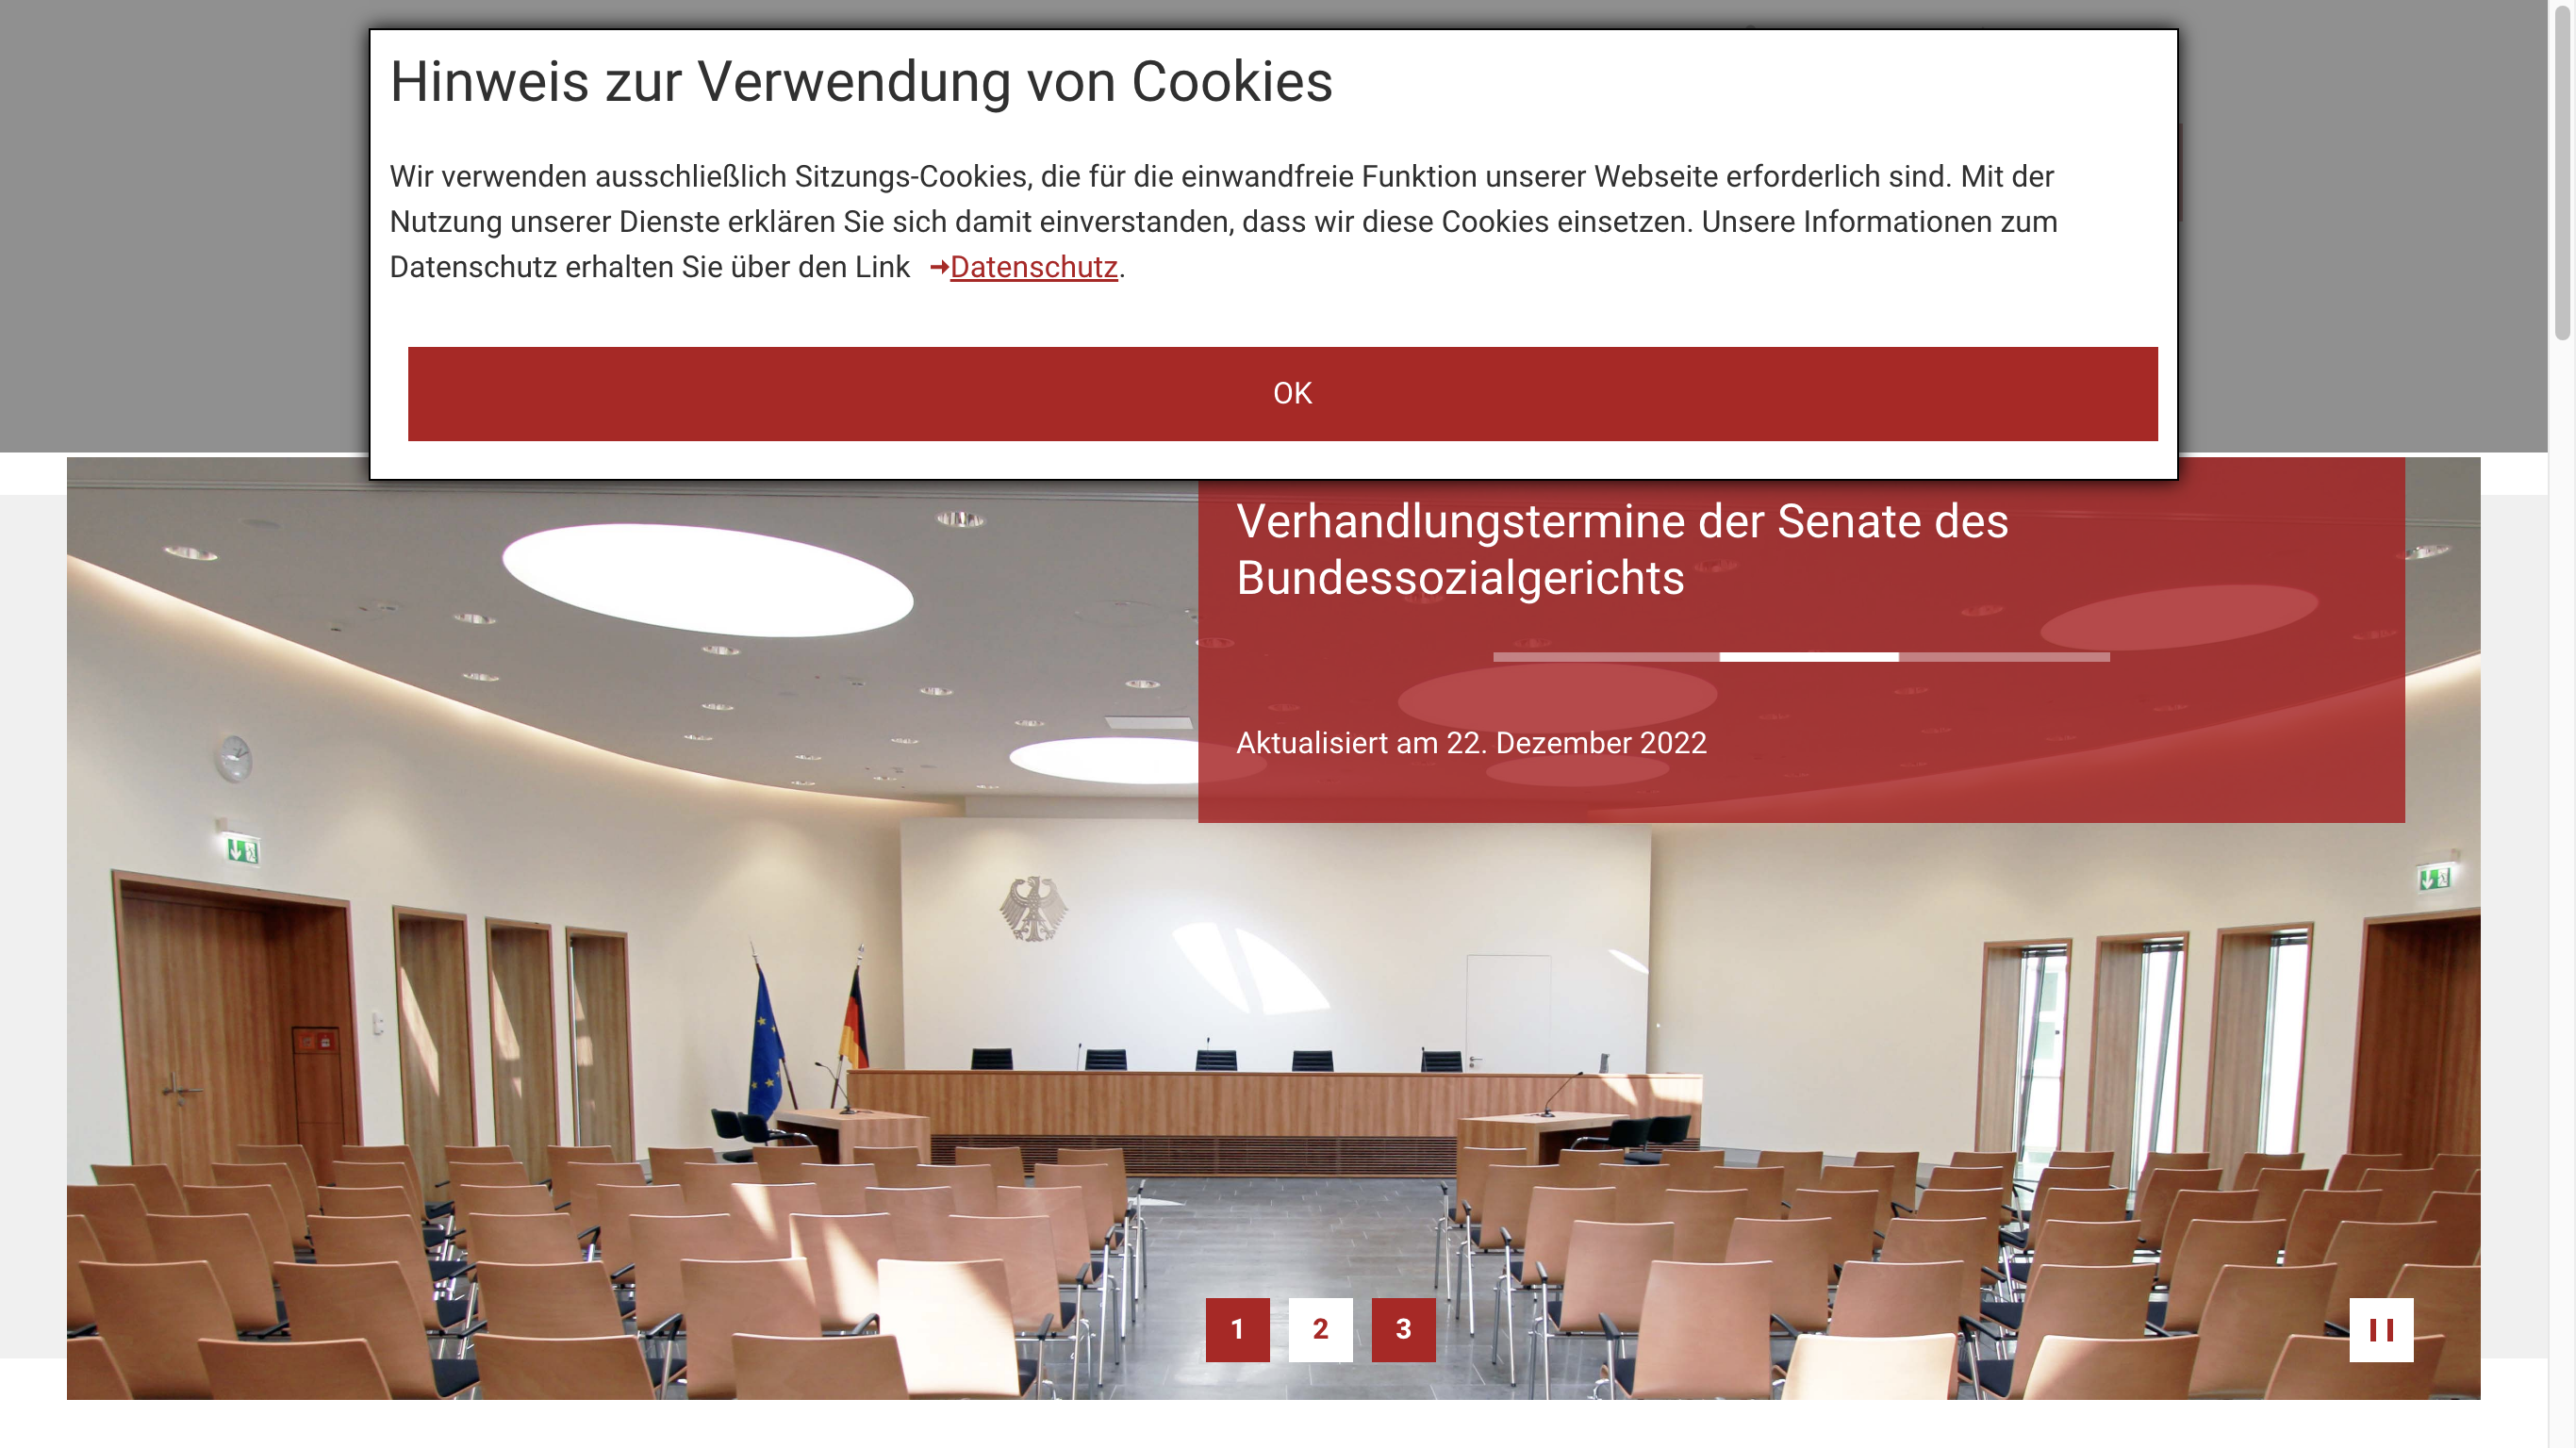 Hinweis zur Verwendung von Cookies
Wir verwenden ausschließlich Sitzungs-Cookies, die für die einwandfreie Funktion unserer Webseite erforderlich sind. Mit der
Nutzung unserer Dienste erklären Sie sich damit einverstanden, dass wir diese Cookies einsetzen. Unsere Informationen zum
Datenschutz erhalten Sie über den Link ➞Datenschutz.
OK
Verhandlungstermine der Senate des
Bundessozialgerichts
Aktualisiert am 22. Dezember 2022
1 2 3